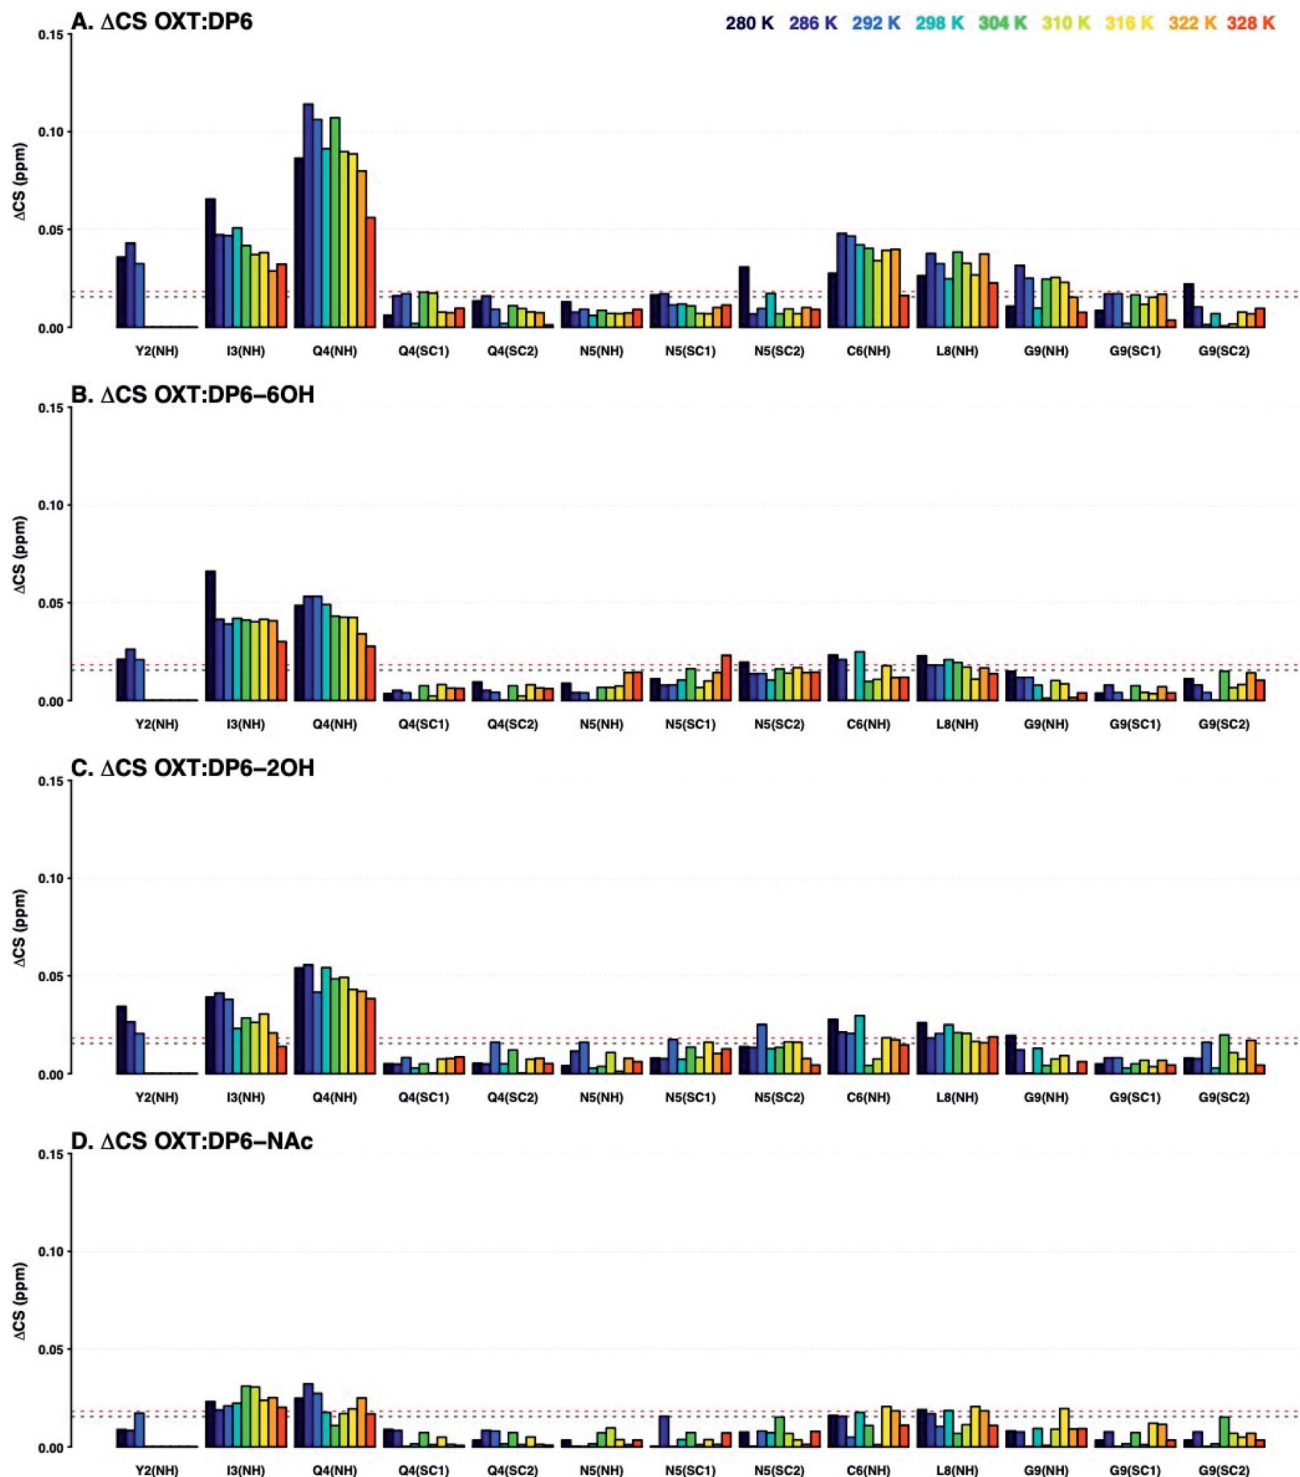 A. ΔCS OXT:DP6
280 K 286 K 292 K 298 K 304 K 310 K 316 K 322 K 328 K
0.15
0.10
0.05
0.00
ΔCS (ppm)
Y2(NH) I3(NH) Q4(NH) Q4(SC1) Q4(SC2) N5(NH) N5(SC1) N5(SC2) C6(NH) L8(NH) G9(NH) G9(SC1) G9(SC2)
B. ΔCS OXT:DP6–6OH
0.15
0.10
0.05
0.00
ΔCS (ppm)
Y2(NH) I3(NH) Q4(NH) Q4(SC1) Q4(SC2) N5(NH) N5(SC1) N5(SC2) C6(NH) L8(NH) G9(NH) G9(SC1) G9(SC2)
C. ΔCS OXT:DP6–2OH
0.15
0.10
0.05
0.00
ΔCS (ppm)
Y2(NH) I3(NH) Q4(NH) Q4(SC1) Q4(SC2) N5(NH) N5(SC1) N5(SC2) C6(NH) L8(NH) G9(NH) G9(SC1) G9(SC2)
D. ΔCS OXT:DP6–NAc
0.15
0.10
0.05
0.00
ΔCS (ppm)
Y2(NH) I3(NH) Q4(NH) Q4(SC1) Q4(SC2) N5(NH) N5(SC1) N5(SC2) C6(NH) L8(NH) G9(NH) G9(SC1) G9(SC2)